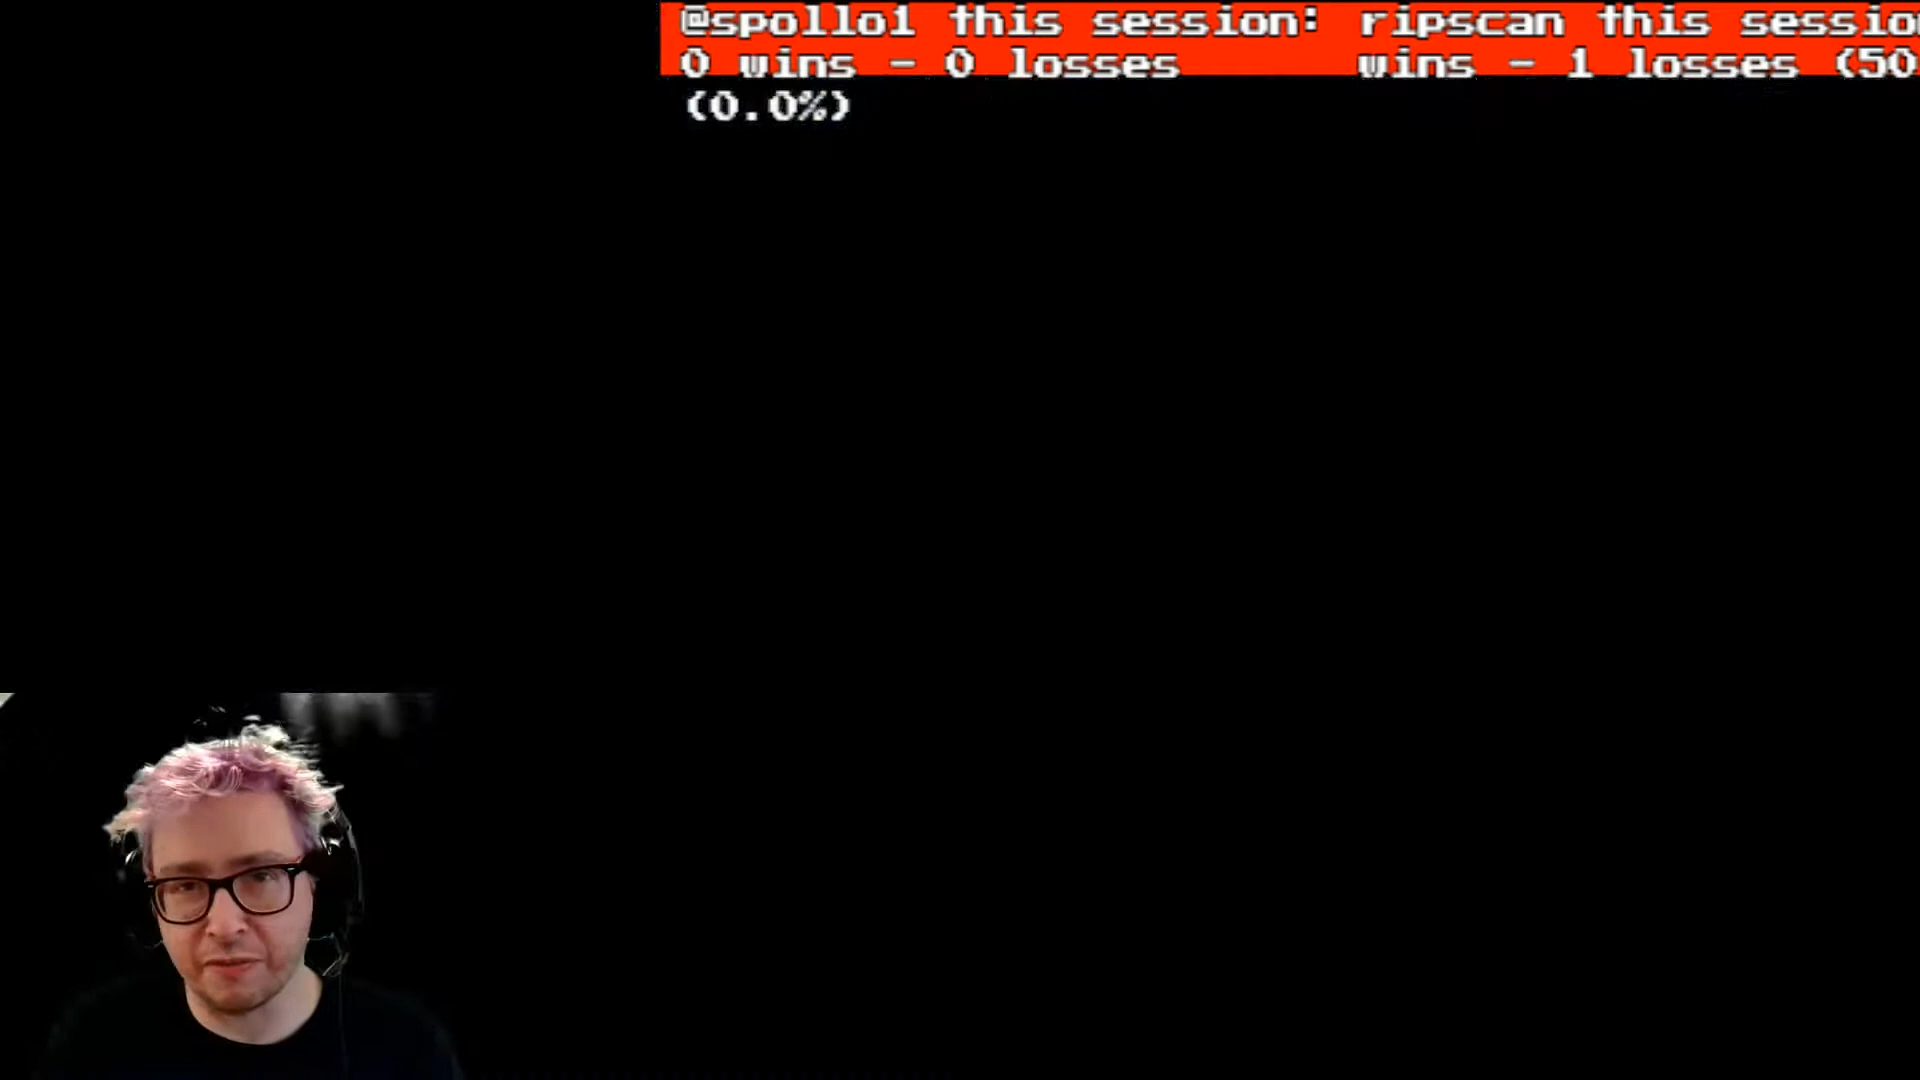 @spollo1 this session: ripscan this sessio
0 wins - 0 losses wins - 1 losses (50
(0.0%)